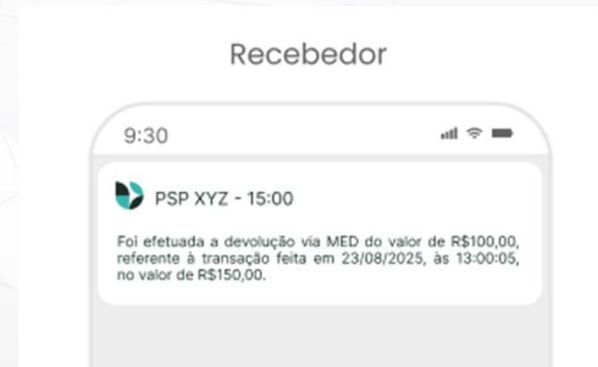 Recebedor
9:30
PSP XYZ - 15:00
Foi efetuada a devolução via MED do valor de R$100,00,
referente à transação feita em 23/08/2025, às 13:00:05,
no valor de R$150,00.